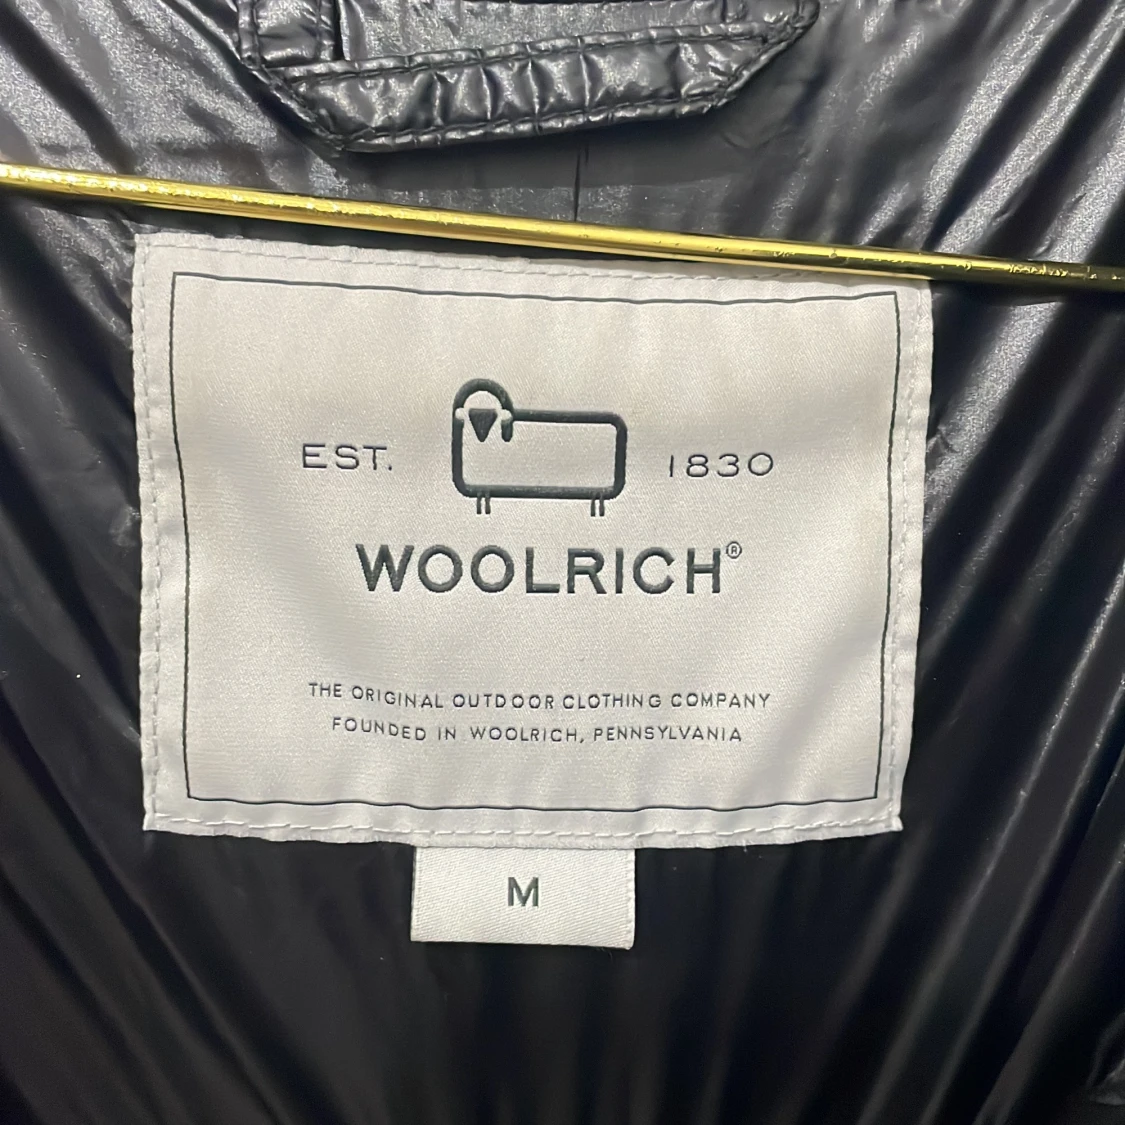 EST. 1830
WOOLRICH®
THE ORIGINAL OUTDOOR CLOTHING COMPANY
FOUNDED IN WOOLRICH, PENNSYLVANIA
M